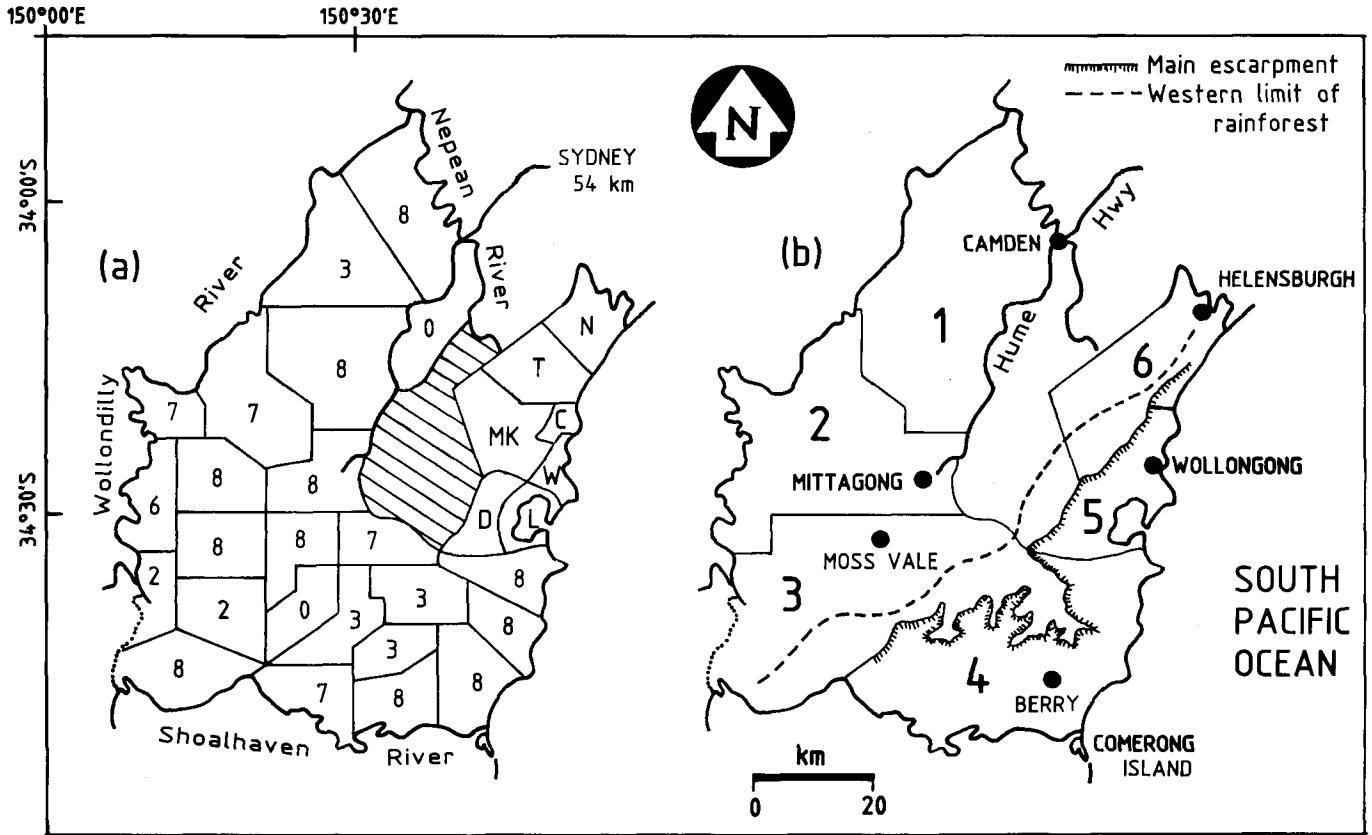 150°00'E
150°30'E
34°00'S
34°30'S
(a)
Nepean
River
SYDNEY
54 km
River
Wollondilly
8
3
0
8
N
T
7
7
MK
C
W
6
8
8
D
L
8
8
7
2
2
0
3
3
8
8
3
8
7
8
8
Shoalhaven
River
N
Main escarpment
Western limit of
rainforest
(b)
CAMDEN
Hwy
Hume
HELENSBURGH
1
6
2
MITTAGONG
WOLLONGONG
5
MOSS VALE
3
4
BERRY
SOUTH
PACIFIC
OCEAN
COMERONG
ISLAND
km
0 20